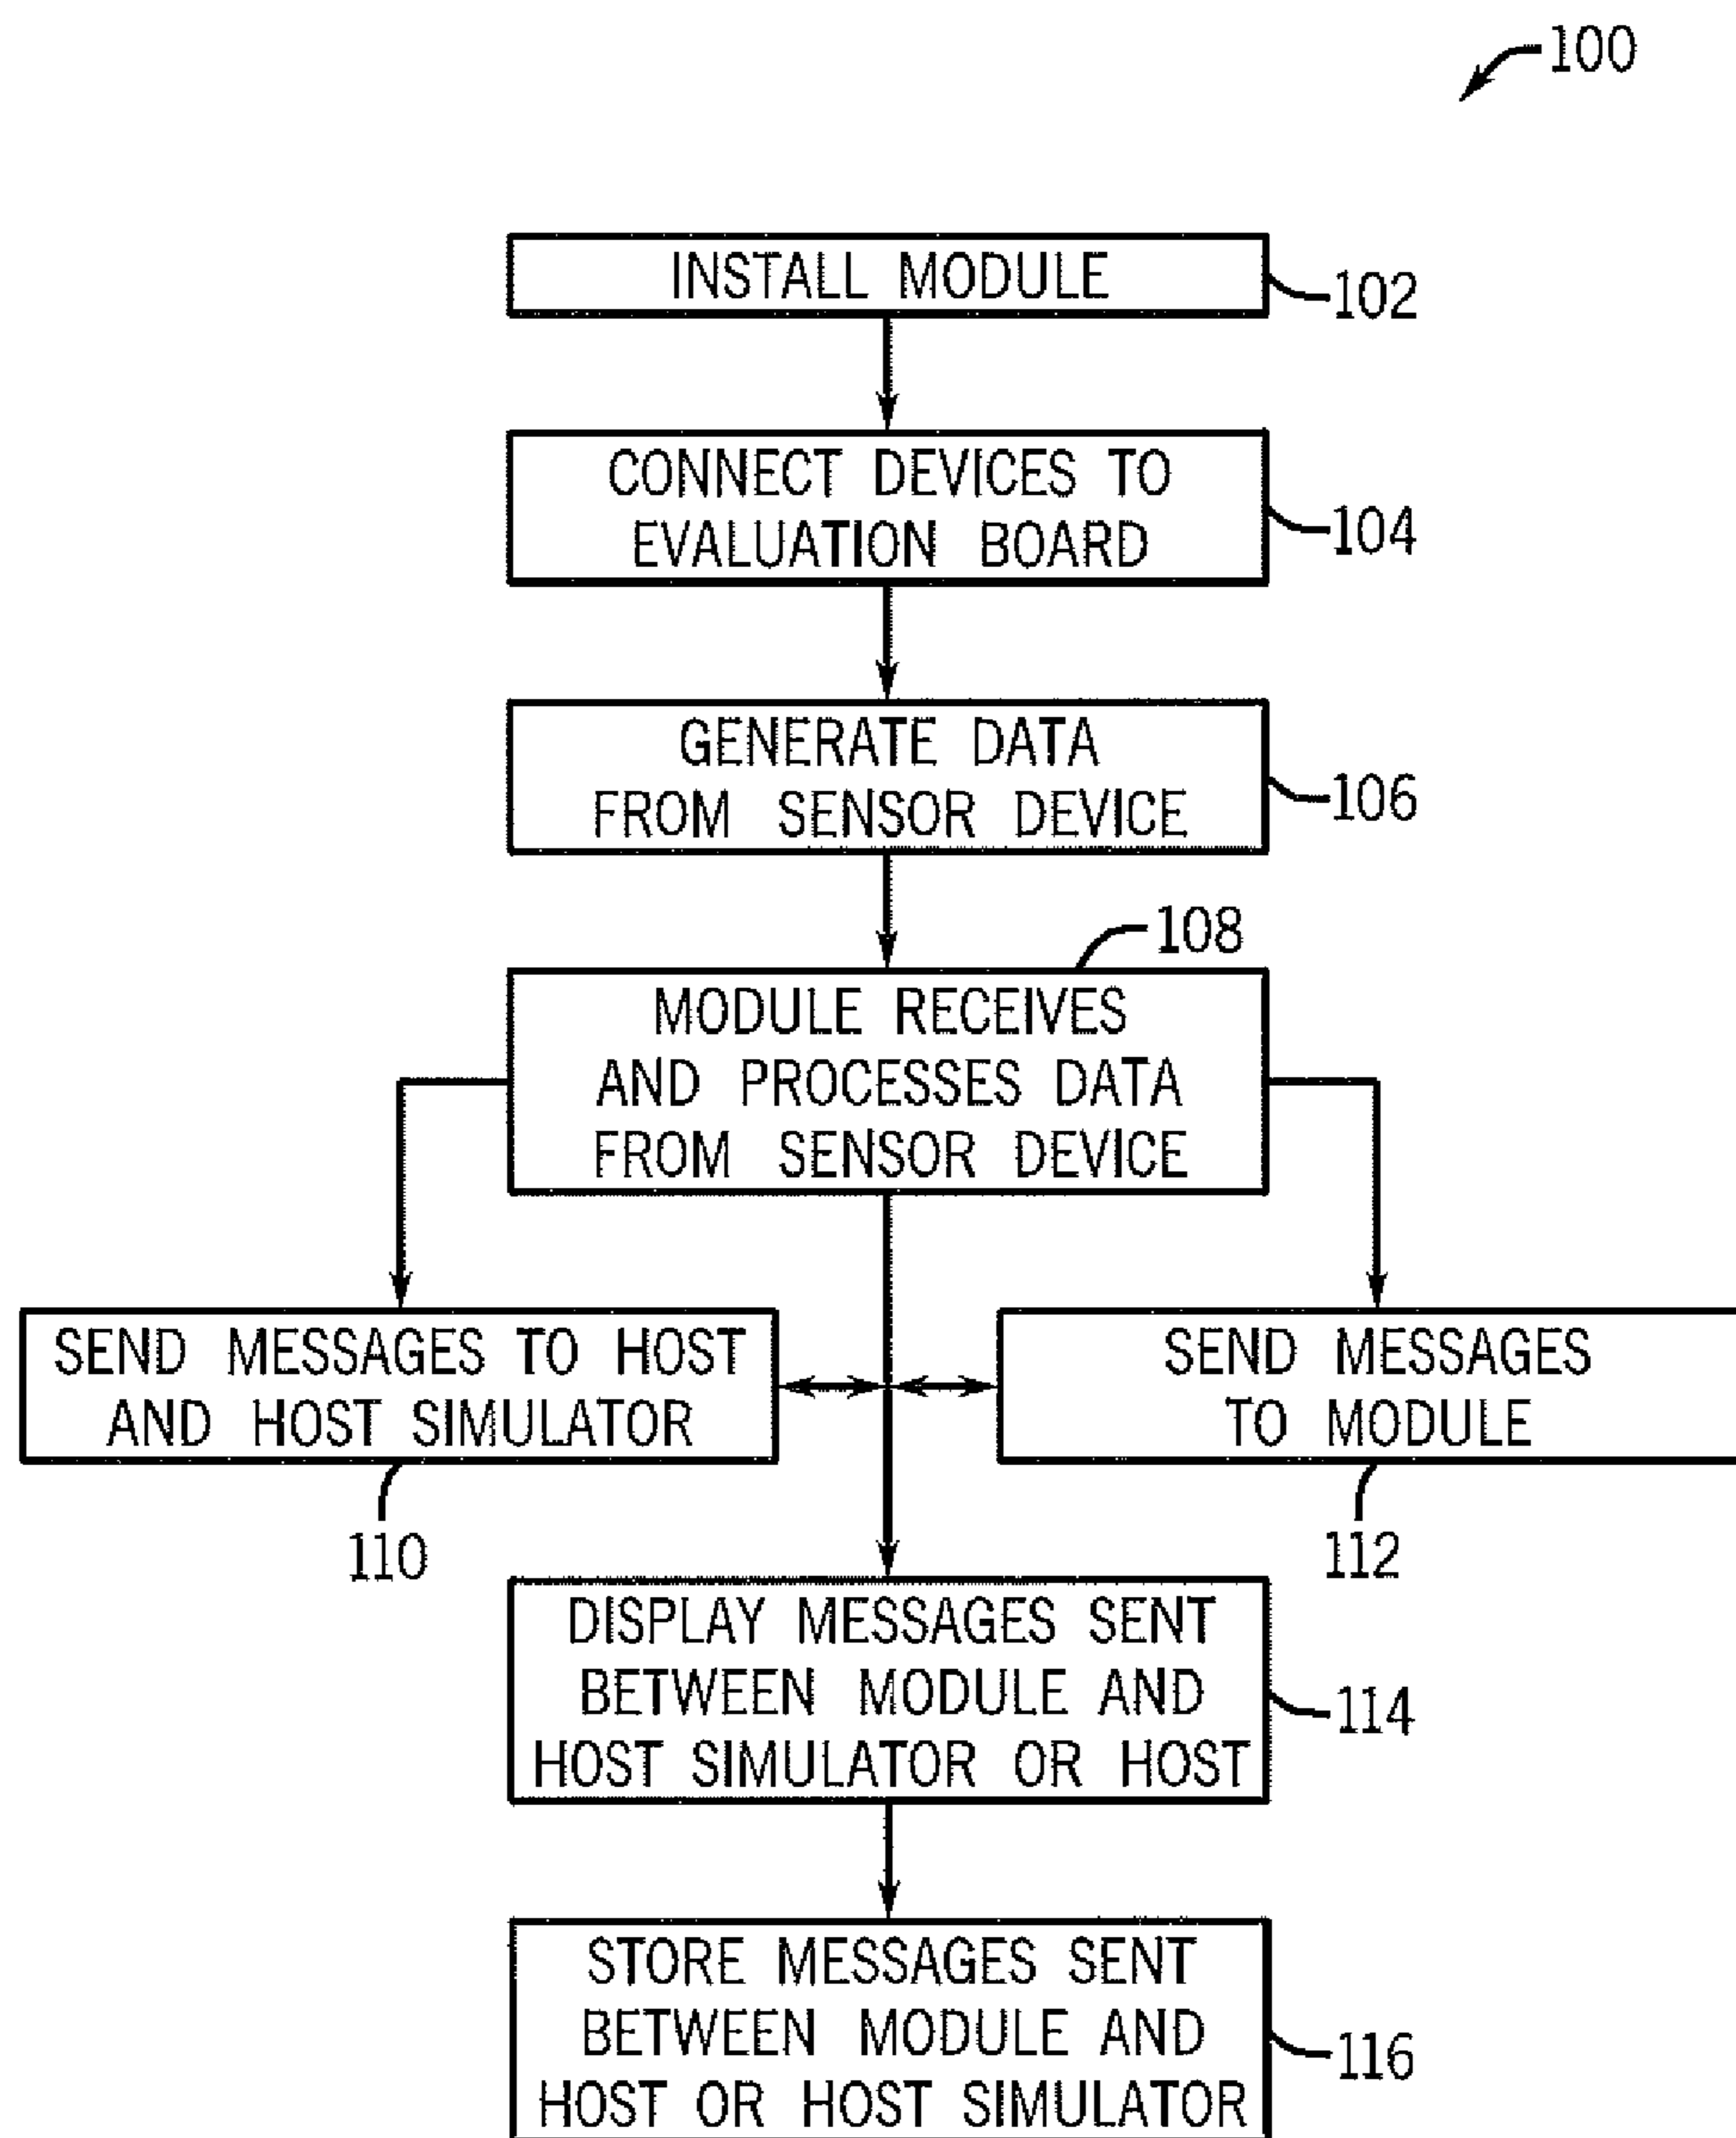 100
INSTALL MODULE
102
CONNECT DEVICES TO
EVALUATION BOARD
104
GENERATE DATA
FROM SENSOR DEVICE
106
108
MODULE RECEIVES
AND PROCESSES DATA
FROM SENSOR DEVICE
SEND MESSAGES TO HOST
AND HOST SIMULATOR
110
SEND MESSAGES
TO MODULE
112
DISPLAY MESSAGES SENT
BETWEEN MODULE AND
HOST SIMULATOR OR HOST
114
STORE MESSAGES SENT
BETWEEN MODULE AND
HOST OR HOST SIMULATOR
116